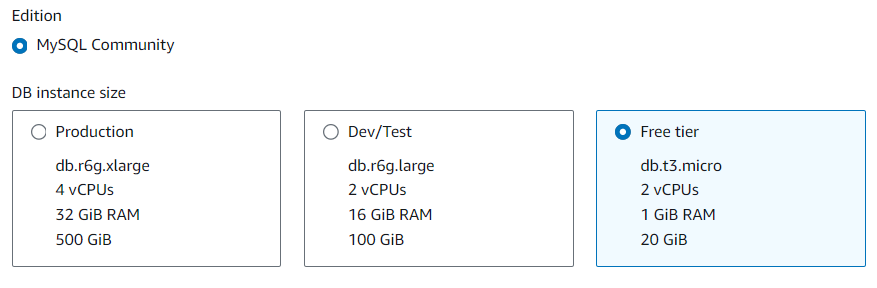 Edition
MySQL Community
DB instance size
Production
db.r6g.xlarge
4 vCPUs
32 GiB RAM
500 GiB
Dev/Test
db.r6g.large
2 vCPUs
16 GiB RAM
100 GiB
Free tier
db.t3.micro
2 vCPUs
1 GiB RAM
20 GiB